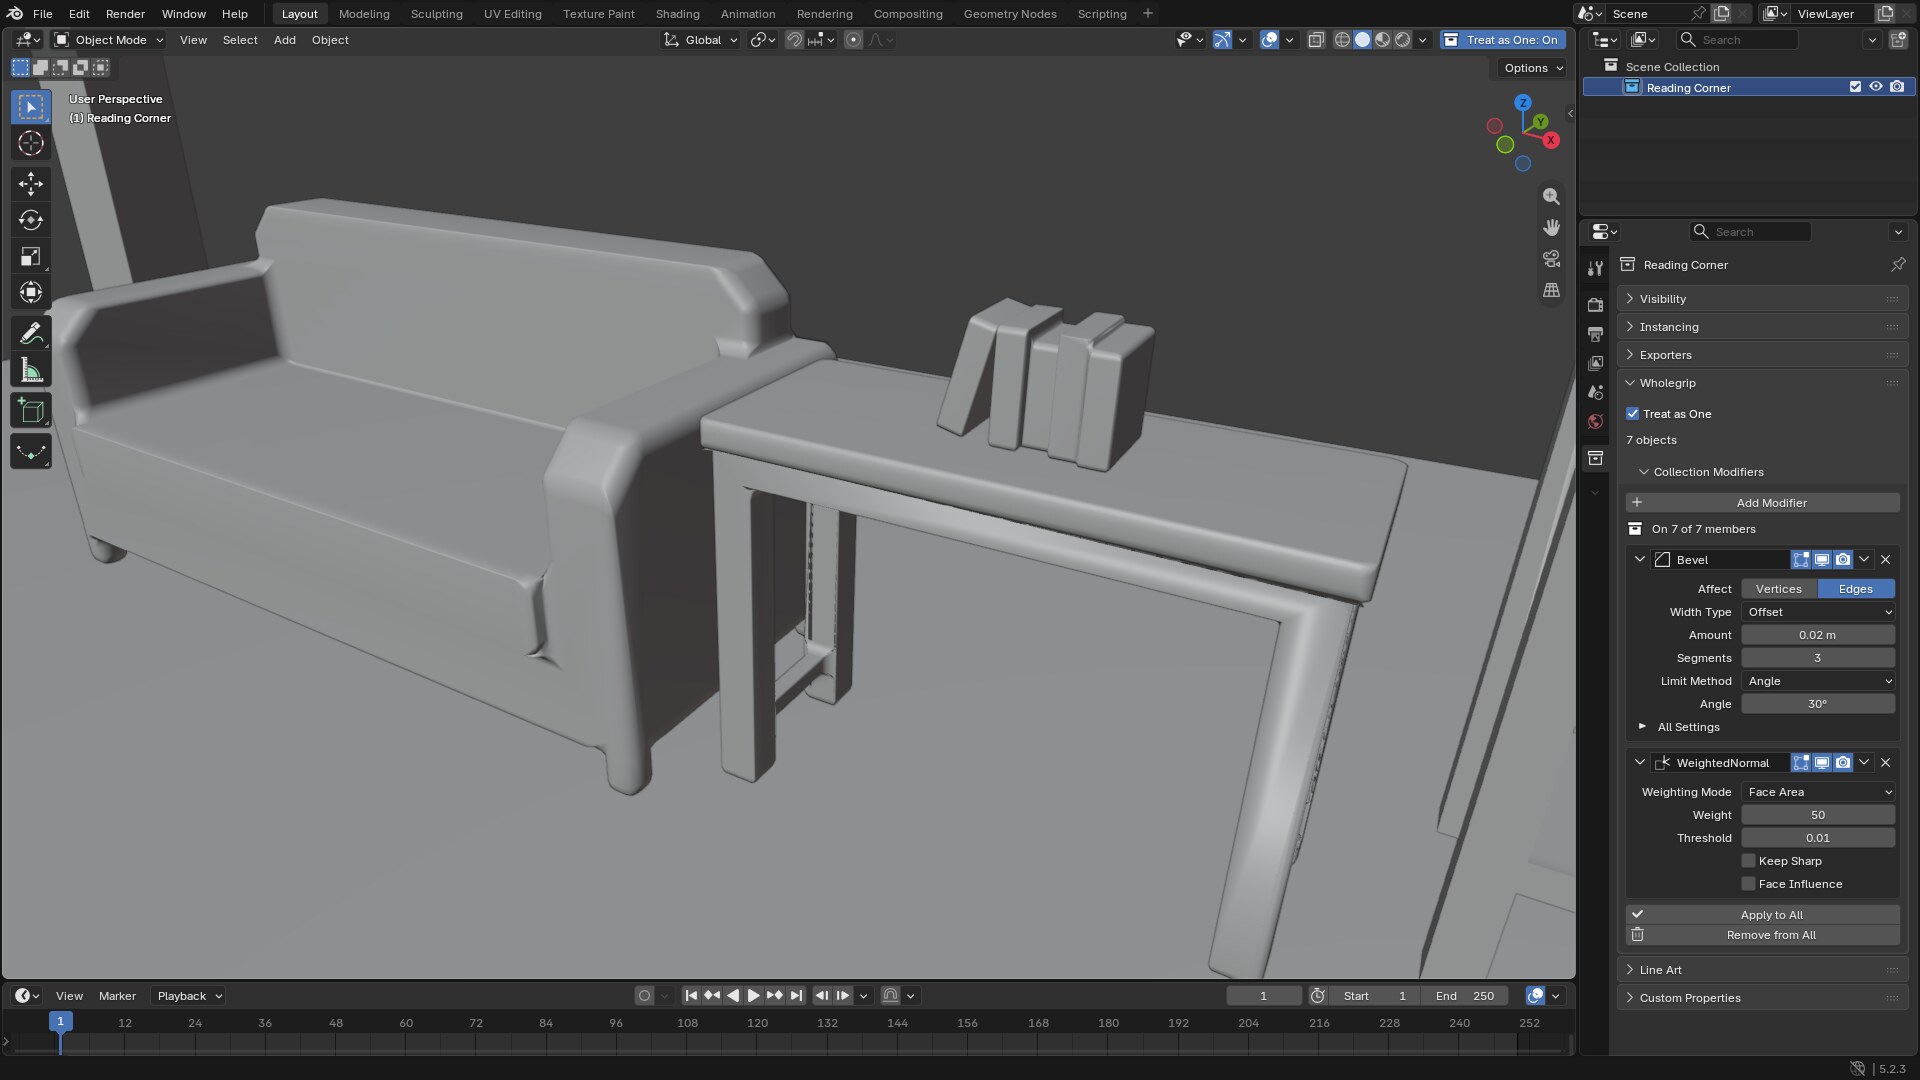 File Edit Render Window Help Layout Modeling Sculpting UV Editing Texture Paint Shading Animation Rendering Compositing Geometry Nodes Scripting Scene ViewLayer
Object Mode View Select Add Object Global Treat as One: On Search
Options
User Perspective
(1) Reading Corner
Z
Y
X
Scene Collection
Reading Corner
Search
Reading Corner
Visibility
Instancing
Exporters
Wholegrip
Treat as One
7 objects
Collection Modifiers
Add Modifier
On 7 of 7 members
Bevel
Affect Vertices Edges
Width Type Offset
Amount 0.02 m
Segments 3
Limit Method Angle
Angle 30°
All Settings
WeightedNormal
Weighting Mode Face Area
Weight 50
Threshold 0.01
Keep Sharp
Face Influence
Apply to All
Remove from All
Line Art
Custom Properties
View Marker Playback 1 Start 1 End 250
1 12 24 36 48 60 72 84 96 108 120 132 144 156 168 180 192 204 216 228 240 252
5.2.3